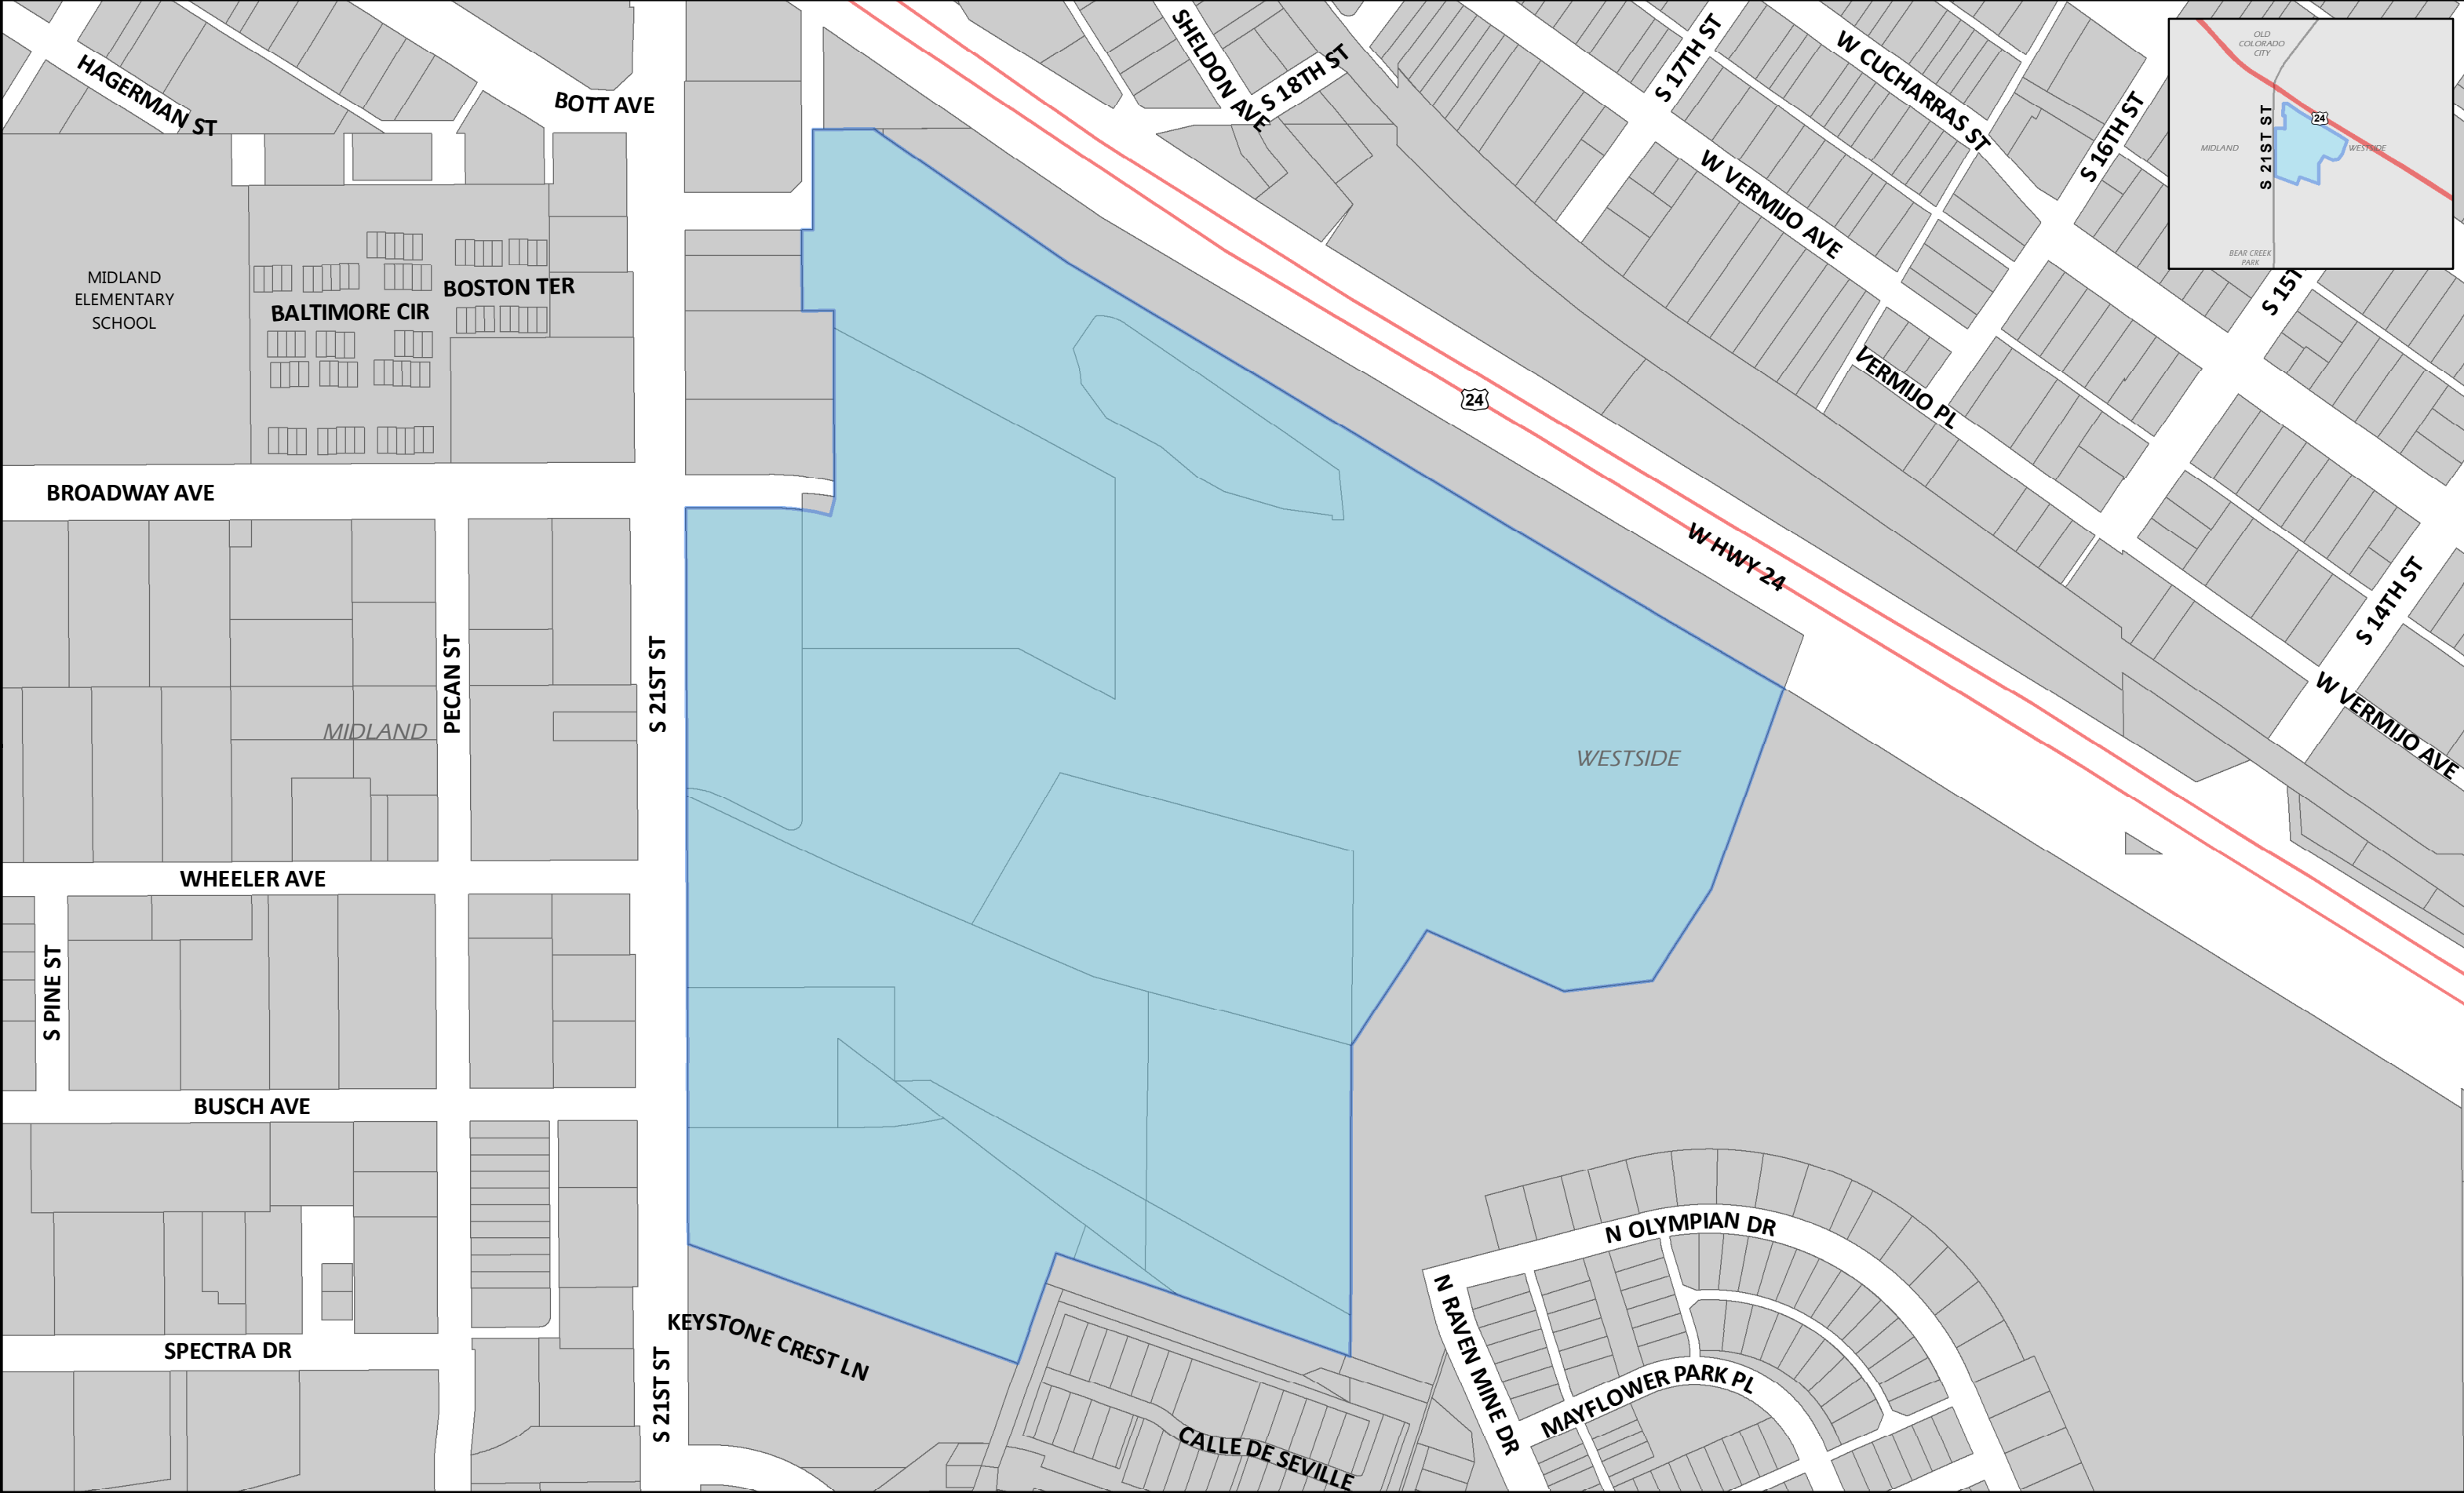 HAGERMAN ST
BOTT AVE
SHELDON AVE
S 18TH ST
S 17TH ST
W CUCHARRAS ST
S 16TH ST
W VERMIJO AVE
OLD
COLORADO
CITY
24
S 21ST ST
MIDLAND
WESTSIDE
BEAR CREEK
PARK
S 15T
MIDLAND
ELEMENTARY
SCHOOL
BOSTON TER
BALTIMORE CIR
VERMIJO PL
24
BROADWAY AVE
W HWY 24
S 14TH ST
PECAN ST
S 21ST ST
MIDLAND
WESTSIDE
W VERMIJO AVE
WHEELER AVE
S PINE ST
BUSCH AVE
N OLYMPIAN DR
KEYSTONE CREST LN
SPECTRA DR
S 21ST ST
N RAVEN MINE DR
MAYFLOWER PARK PL
CALLE DE SEVILLE